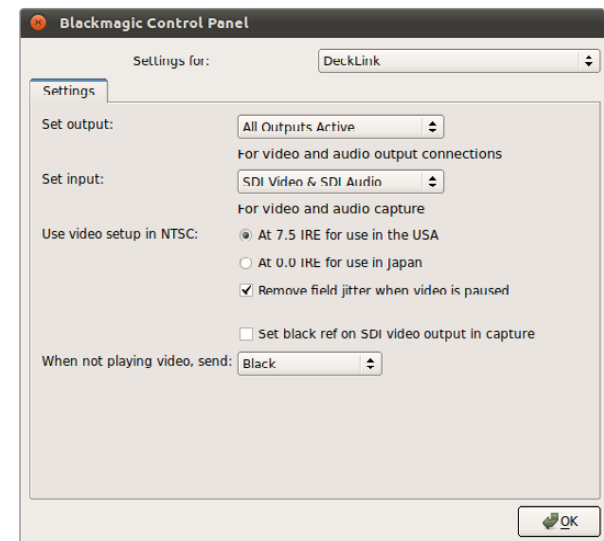 Blackmagic Control Panel
Settings for: DeckLink
Settings
Set output: All Outputs Active
For video and audio output connections
Set input: SDI Video & SDI Audio
For video and audio capture
Use video setup in NTSC: At 7.5 IRE for use in the USA
At 0.0 IRE for use in Japan
Remove field jitter when video is paused
Set black ref on SDI video output in capture
When not playing video, send: Black
OK